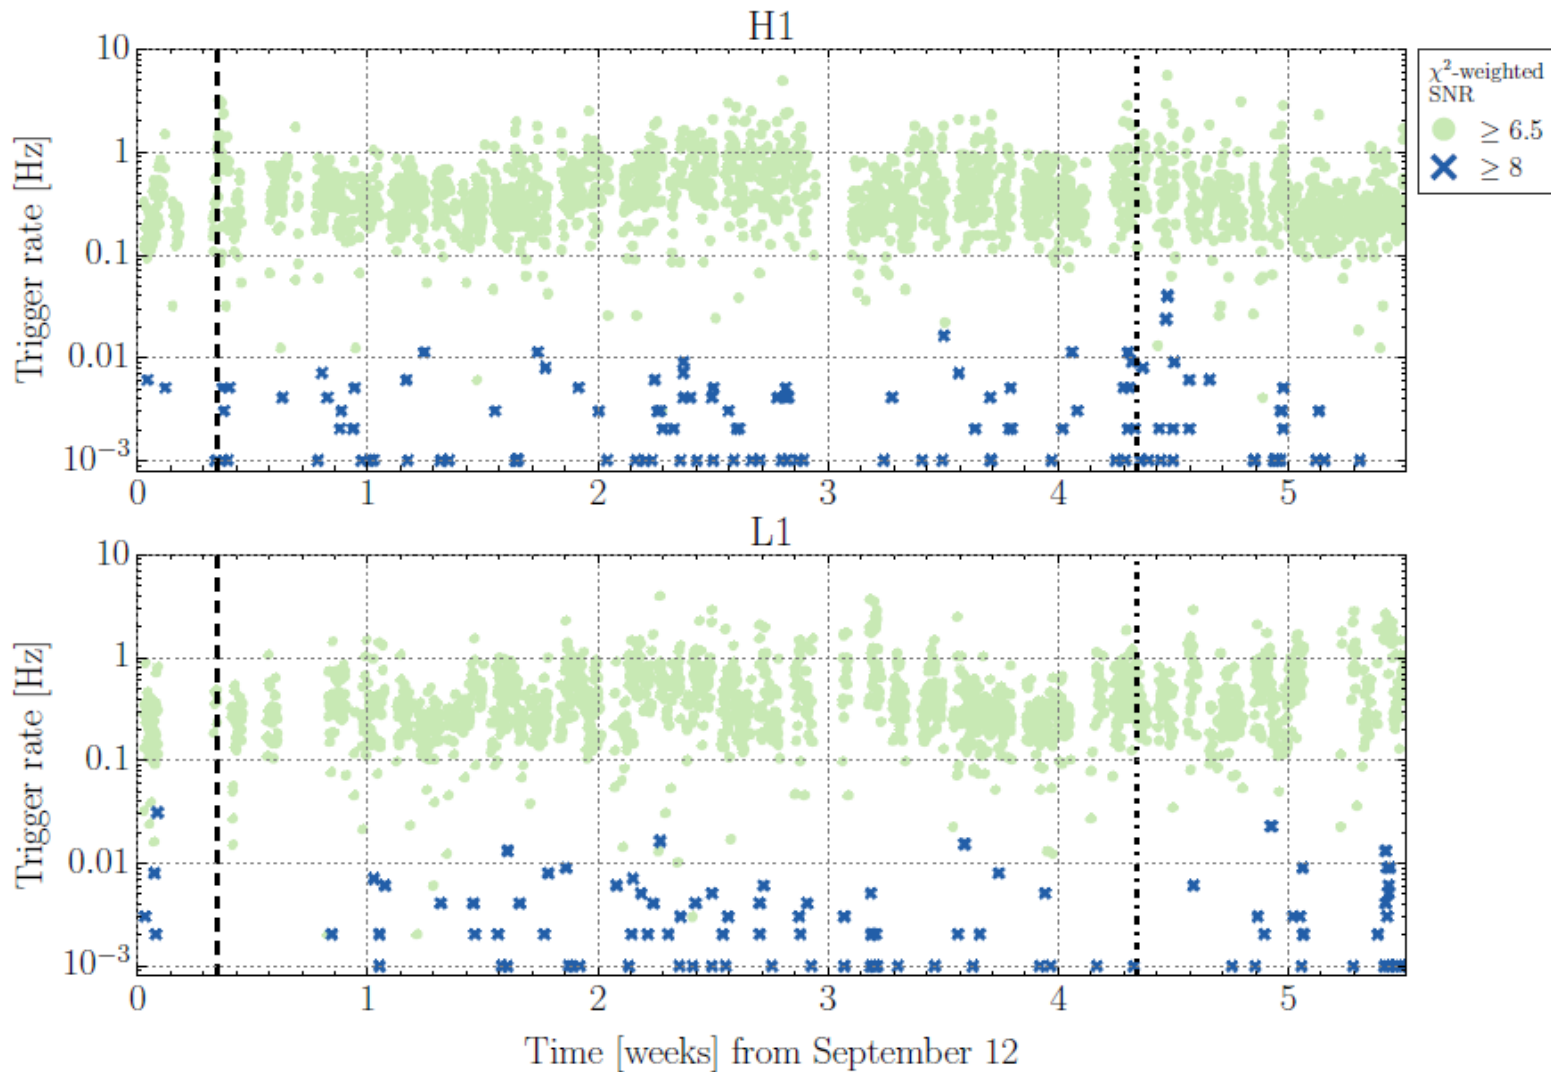 H1
10
1
0.1
0.01
10⁻³
Trigger rate [Hz]
0 1 2 3 4 5
χ²-weighted
SNR
≥ 6.5
≥ 8
L1
10
1
0.1
0.01
10⁻³
Trigger rate [Hz]
0 1 2 3 4 5
Time [weeks] from September 12